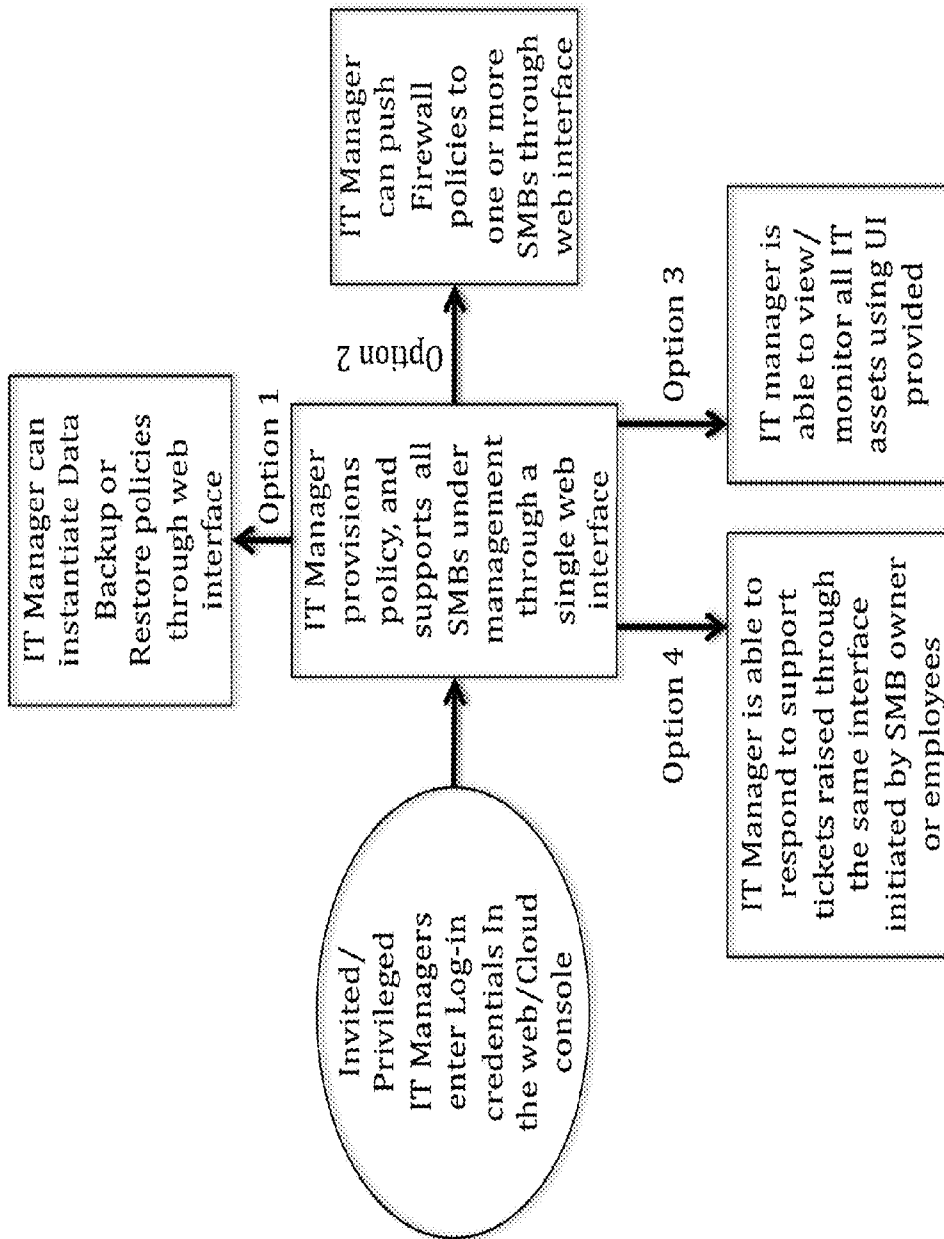 Invited/
Privileged
IT Managers
enter Log-in
credentials In
the web/Cloud
console
IT Manager
provisions
policy, and
supports all
SMBs under
management
through a
single web
interface
Option 1
IT Manager can
instantiate Data
Backup or
Restore policies
through web
interface
Option 2
IT Manager
can push
Firewall
policies to
one or more
SMBs through
web interface
Option 3
IT manager is
able to view/
monitor all IT
assets using UI
provided
Option 4
IT Manager is able to
respond to support
tickets raised through
the same interface
initiated by SMB owner
or employees